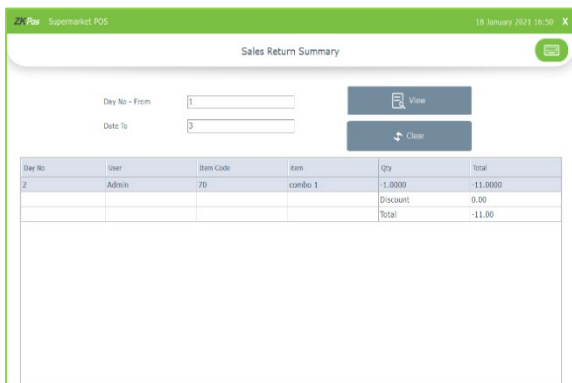 ZKPos Supermarket POS 18 January 2021 16:50 X
Sales Return Summary
Day No - From 1 View
Date To 3 Clear
Day No User Item Code Item Qty Total
2 Admin 70 combo 1 -1.0000 -11.0000
Discount 0.00
Total -11.00